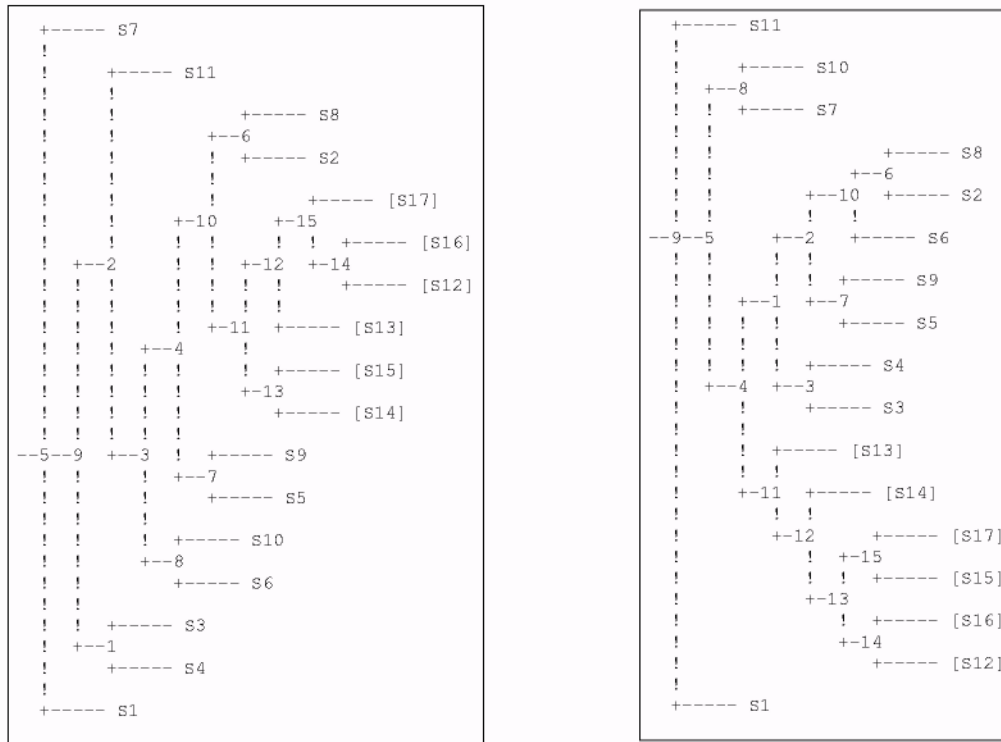 +----- S7
   !
   !       +----- S11
   !       !
   !       !               +----- S8
   !       !           +--6
   !       !           !   +----- S2
   !       !           !
   !       !           !           +----- [S17]
   !       !       +-10       +-15
   !       !       !   !       !   !   +----- [S16]
   !   +--2        !   !   +-12    +-14
   !   !   !       !   !   !   !       +----- [S12]
   !   !   !       !   !   !   !
   !   !   !       !   +-11    +----- [S13]
   !   !   !   +--4        !
   !   !   !   !   !       !   +----- [S15]
   !   !   !   !   !       +-13
   !   !   !   !   !           +----- [S14]
   !   !   !   !   !
--5--9     +--3    !   +----- S9
   !   !       !   +--7
   !   !       !       +----- S5
   !   !       !
   !   !       !   +----- S10
   !   !       +--8
   !   !           +----- S6
   !   !
   !   !   +----- S3
   !   +--1
   !       +----- S4
   !
   +----- S1
   +----- S11
   !
   !       +----- S10
   !   +--8
   !   !   +----- S7
   !   !
   !   !                   +----- S8
   !   !               +--6
   !   !           +-10    +----- S2
   !   !           !   !
--9--5         +--2    +----- S6
   !   !       !   !
   !   !       !   !   +----- S9
   !   !   +--1    +--7
   !   !   !   !       +----- S5
   !   !   !   !
   !   !   !   !   +----- S4
   !   +--4    +--3
   !       !       +----- S3
   !       !
   !       !   +----- [S13]
   !       !   !
   !       +-11    +----- [S14]
   !           !   !
   !           +-12        +----- [S17]
   !               !   +-15
   !               !   !   +----- [S15]
   !               +-13
   !                   !   +----- [S16]
   !                   +-14
   !                       +----- [S12]
   !
   +----- S1